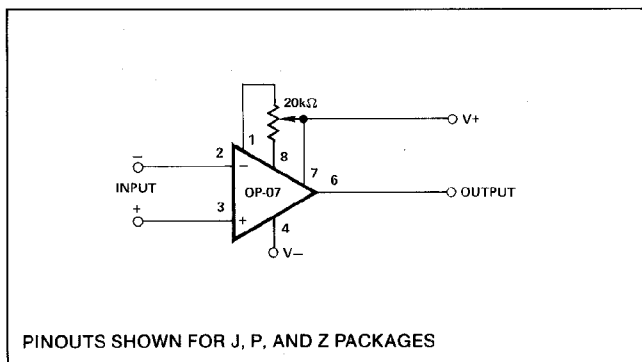 20kΩ
V+
1
8
7
2
−
−
6
INPUT
OP-07
OUTPUT
+
3
+
4
V−
PINOUTS SHOWN FOR J, P, AND Z PACKAGES